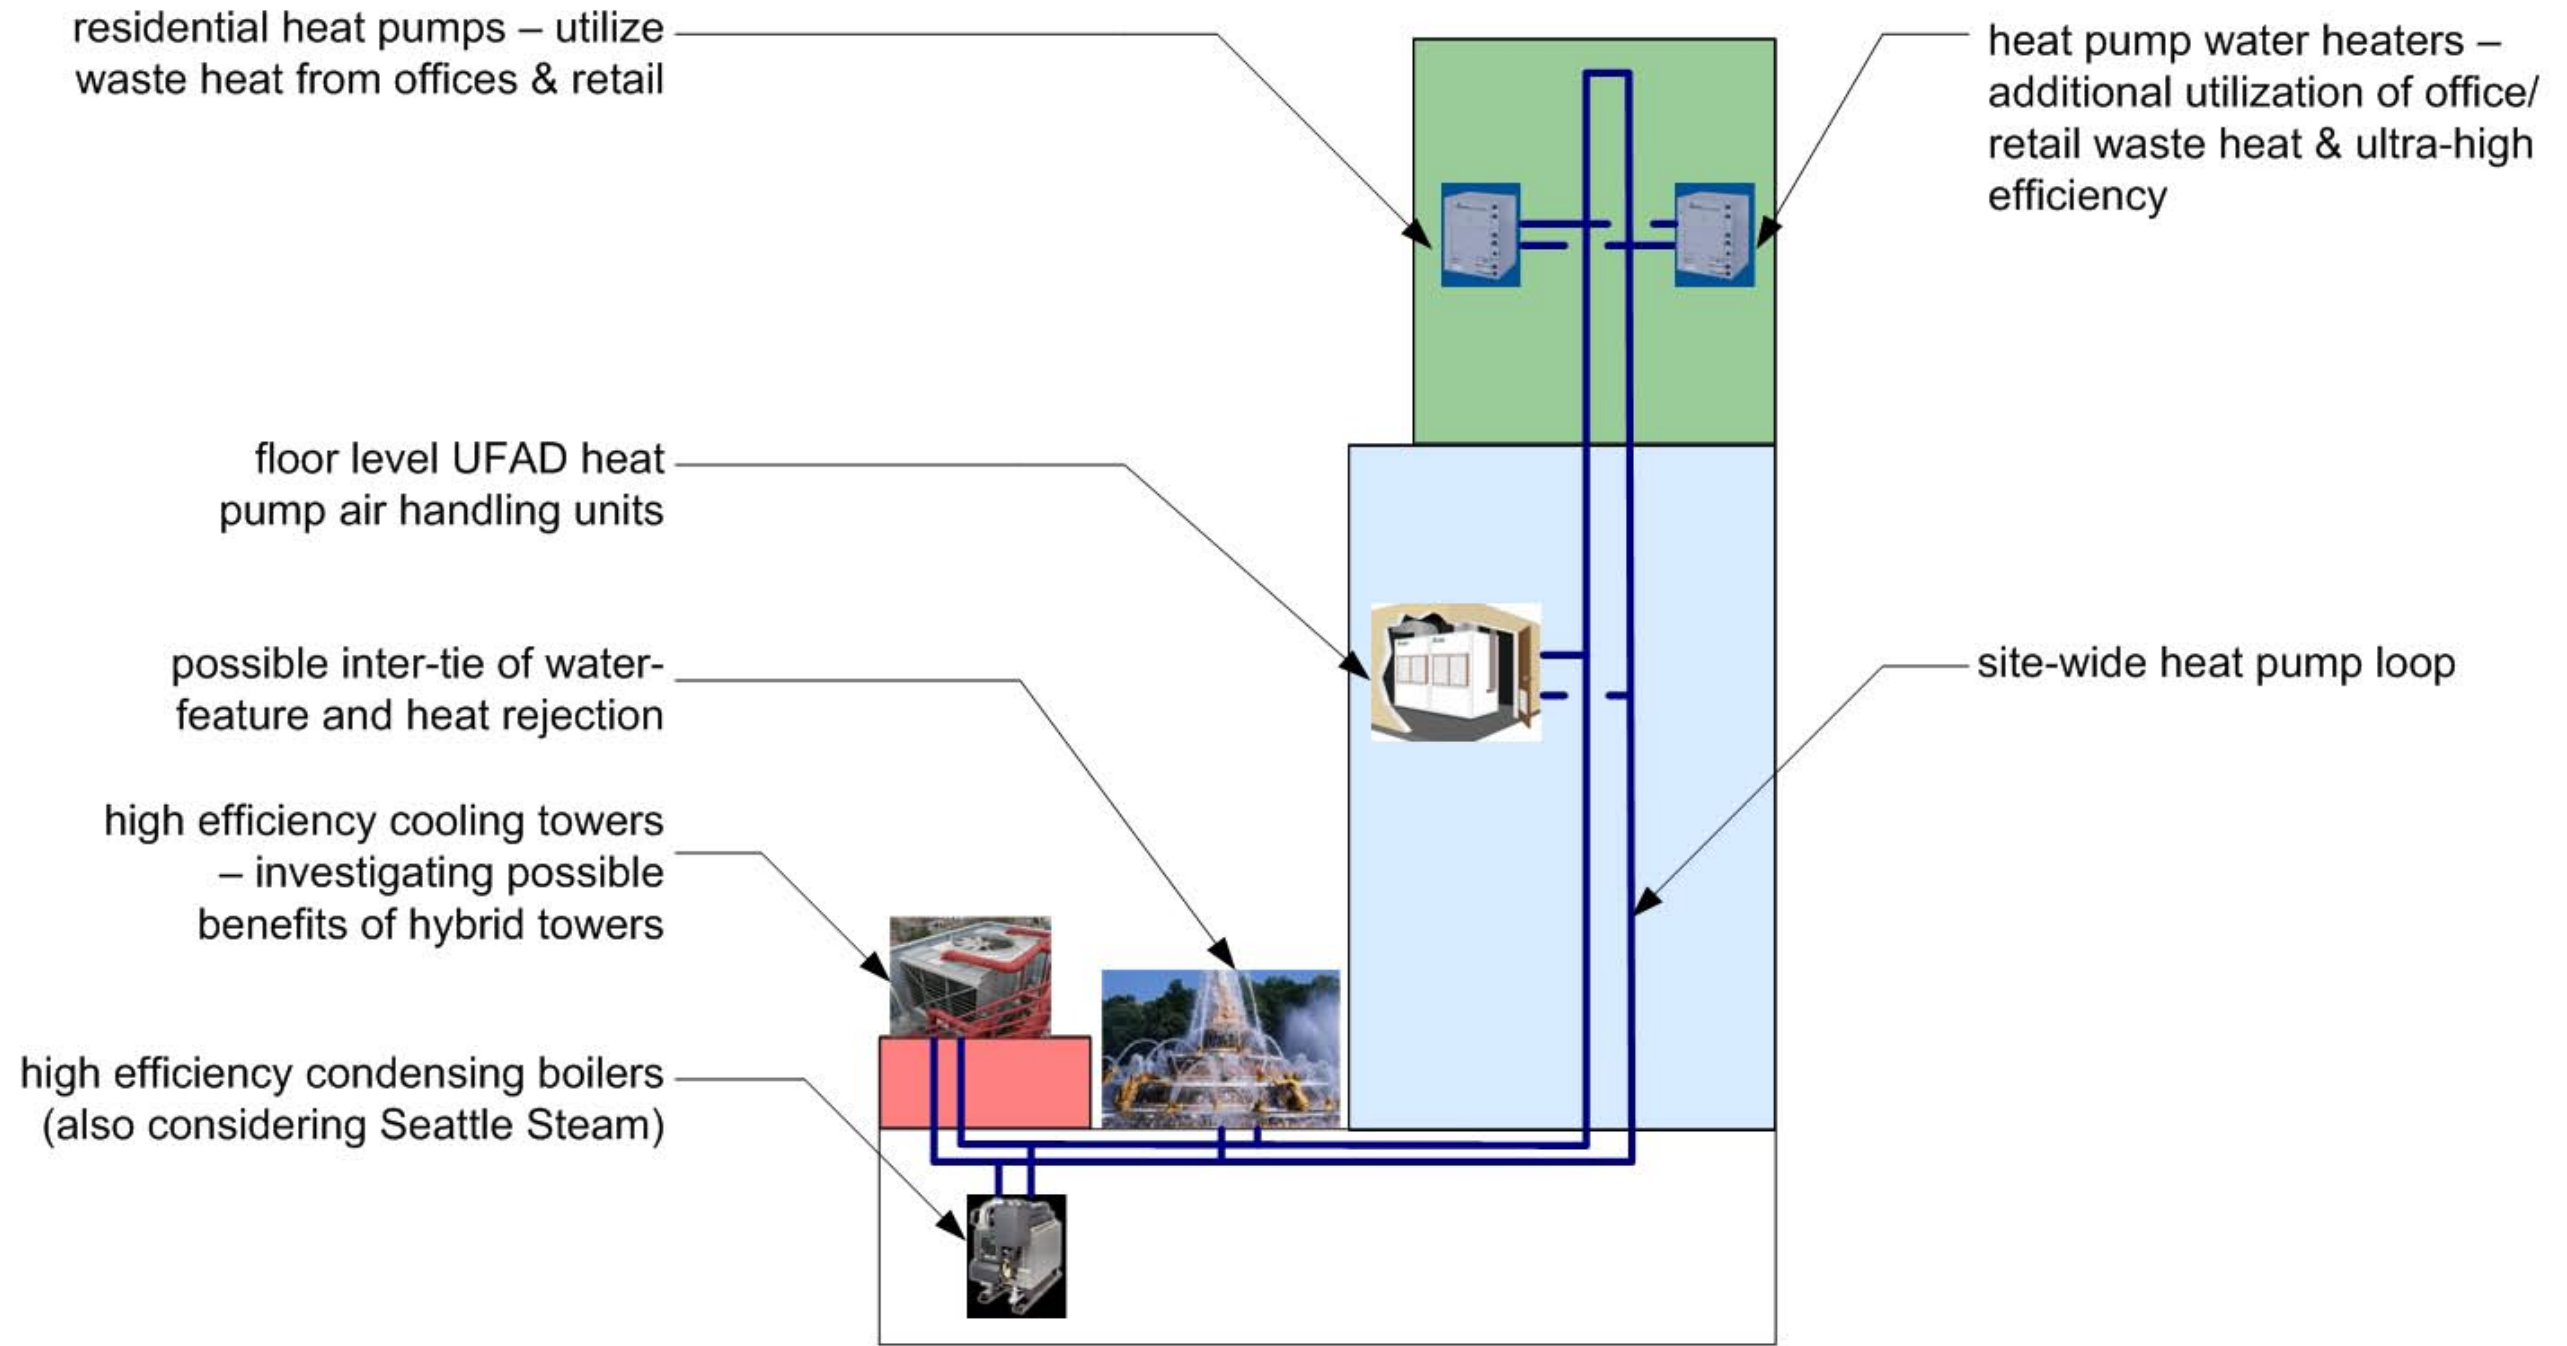 residential heat pumps – utilize
waste heat from offices & retail
heat pump water heaters –
additional utilization of office/
retail waste heat & ultra-high
efficiency
floor level UFAD heat
pump air handling units
possible inter-tie of water-
feature and heat rejection
site-wide heat pump loop
high efficiency cooling towers
– investigating possible
benefits of hybrid towers
high efficiency condensing boilers
(also considering Seattle Steam)